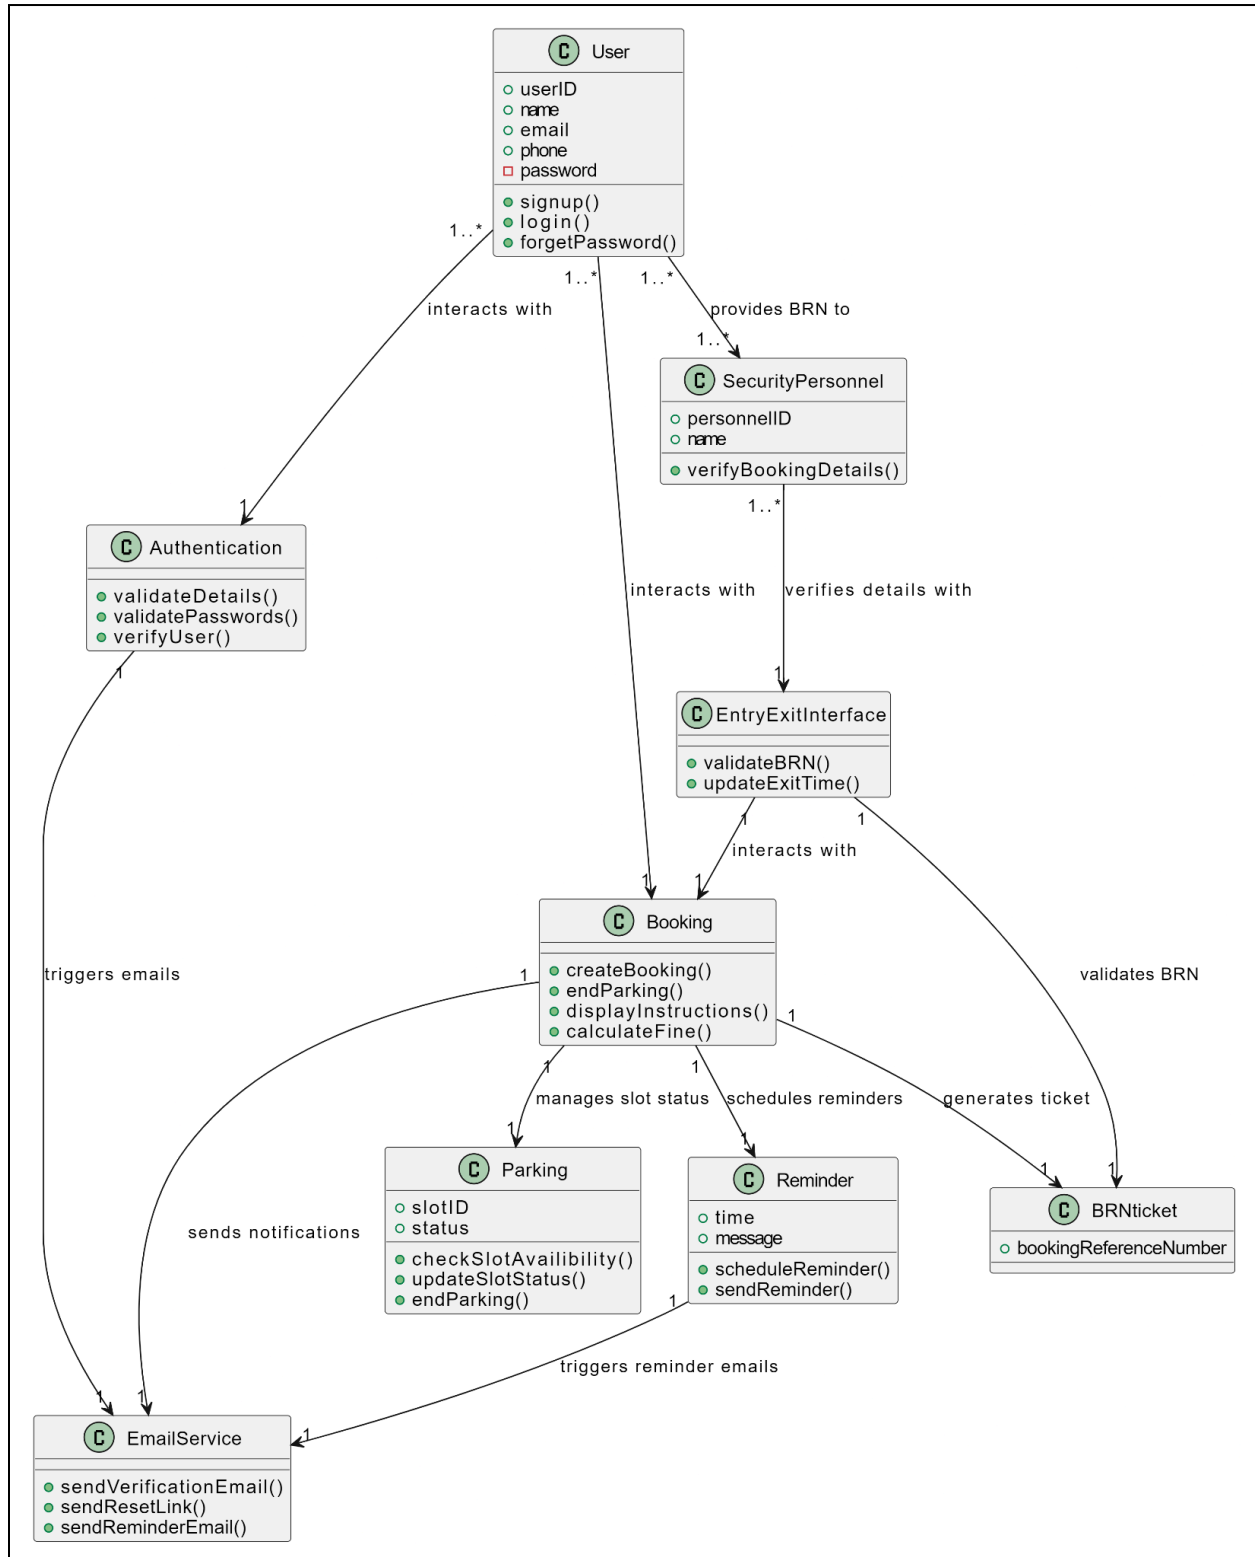 C User
userID
name
email
phone
password
signup()
login()
forgetPassword()
1..*
1..*
1..*
interacts with
provides BRN to
1..*
C SecurityPersonnel
personnelID
name
verifyBookingDetails()
1..*
1
C Authentication
validateDetails()
validatePasswords()
verifyUser()
1
interacts with
verifies details with
1
C EntryExitInterface
validateBRN()
updateExitTime()
1
1
interacts with
1
1
C Booking
createBooking()
endParking()
displayInstructions()
calculateFine()
triggers emails
validates BRN
1
1
1
1
manages slot status
schedules reminders
generates ticket
1
1
1
1
C Parking
slotID
status
checkSlotAvailibility()
updateSlotStatus()
endParking()
C Reminder
time
message
scheduleReminder()
sendReminder()
C BRNticket
bookingReferenceNumber
sends notifications
1
triggers reminder emails
1
1
1
C EmailService
sendVerificationEmail()
sendResetLink()
sendReminderEmail()